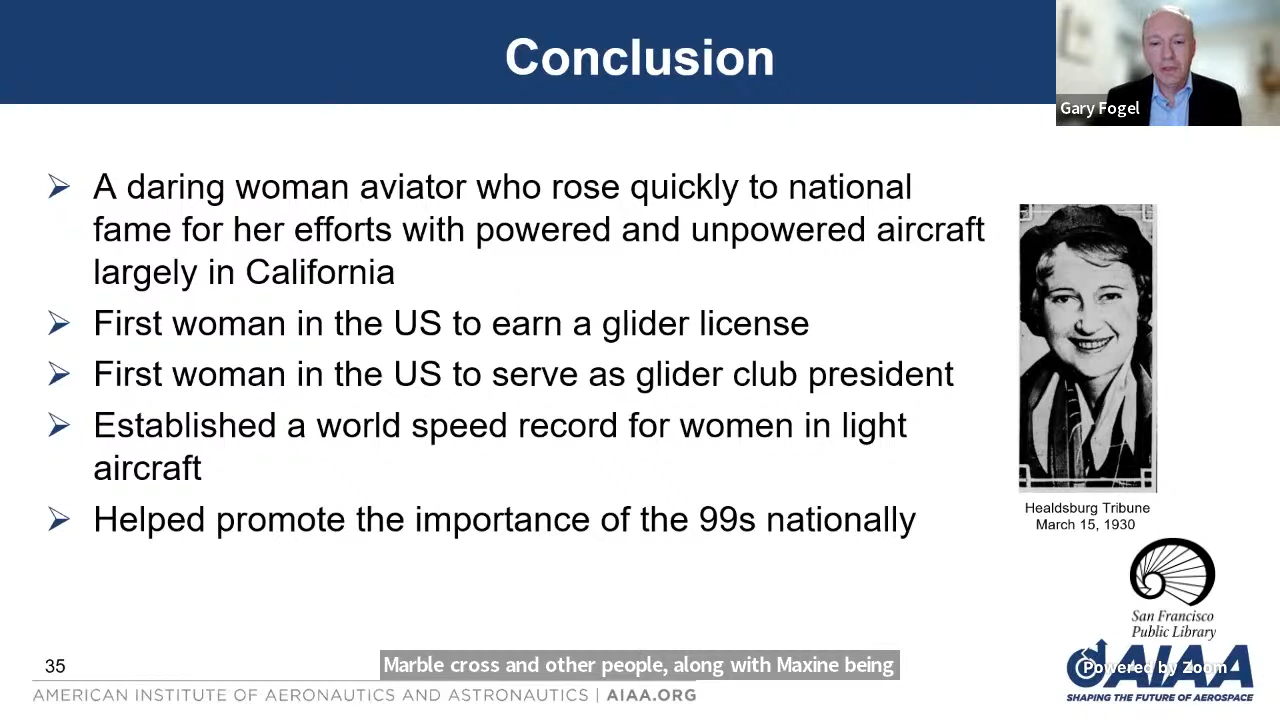 Conclusion
Gary Fogel
A daring woman aviator who rose quickly to national
fame for her efforts with powered and unpowered aircraft
largely in California
First woman in the US to earn a glider license
First woman in the US to serve as glider club president
Established a world speed record for women in light
aircraft
Helped promote the importance of the 99s nationally
Healdsburg Tribune
March 15, 1930
San Francisco
Public Library
35
Marble cross and other people, along with Maxine being
AIAA
Powered by Zoom
SHAPING THE FUTURE OF AEROSPACE
AMERICAN INSTITUTE OF AERONAUTICS AND ASTRONAUTICS | AIAA.ORG